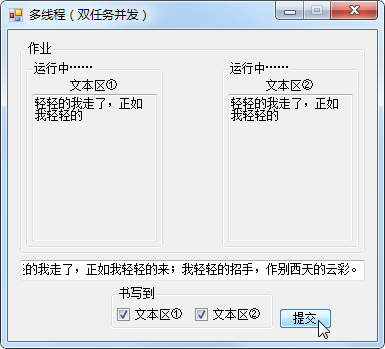 多线程（双任务并发）
作业
运行中······
运行中······
文本区①
文本区②
轻轻的我走了，正如
我轻轻的
轻轻的我走了，正如
我轻轻的
的我走了，正如我轻轻的来；我轻轻的招手，作别西天的云彩。
书写到
文本区①
文本区②
提交